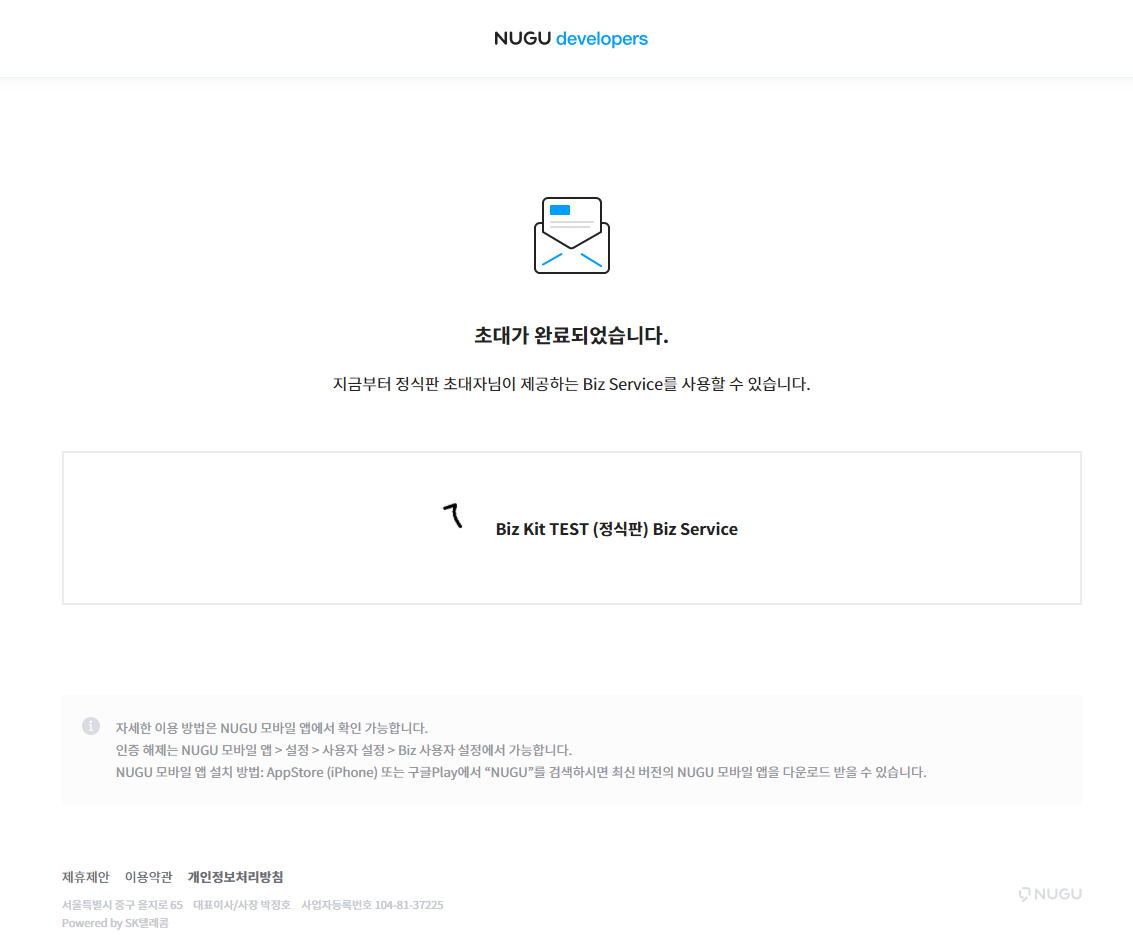 NUGU developers
초대가 완료되었습니다.
지금부터 정식판 초대자님이 제공하는 Biz Service를 사용할 수 있습니다.
Biz Kit TEST (정식판) Biz Service
자세한 이용 방법은 NUGU 모바일 앱에서 확인 가능합니다.
인증 해제는 NUGU 모바일 앱 > 설정 > 사용자 설정 > Biz 사용자 설정에서 가능합니다.
NUGU 모바일 앱 설치 방법: AppStore (iPhone) 또는 구글Play에서 “NUGU”를 검색하시면 최신 버전의 NUGU 모바일 앱을 다운로드 받을 수 있습니다.
제휴제안 이용약관 개인정보처리방침
서울특별시 중구 을지로 65 대표이사/사장 박정호 사업자등록번호 104-81-37225
Powered by SK텔레콤
NUGU